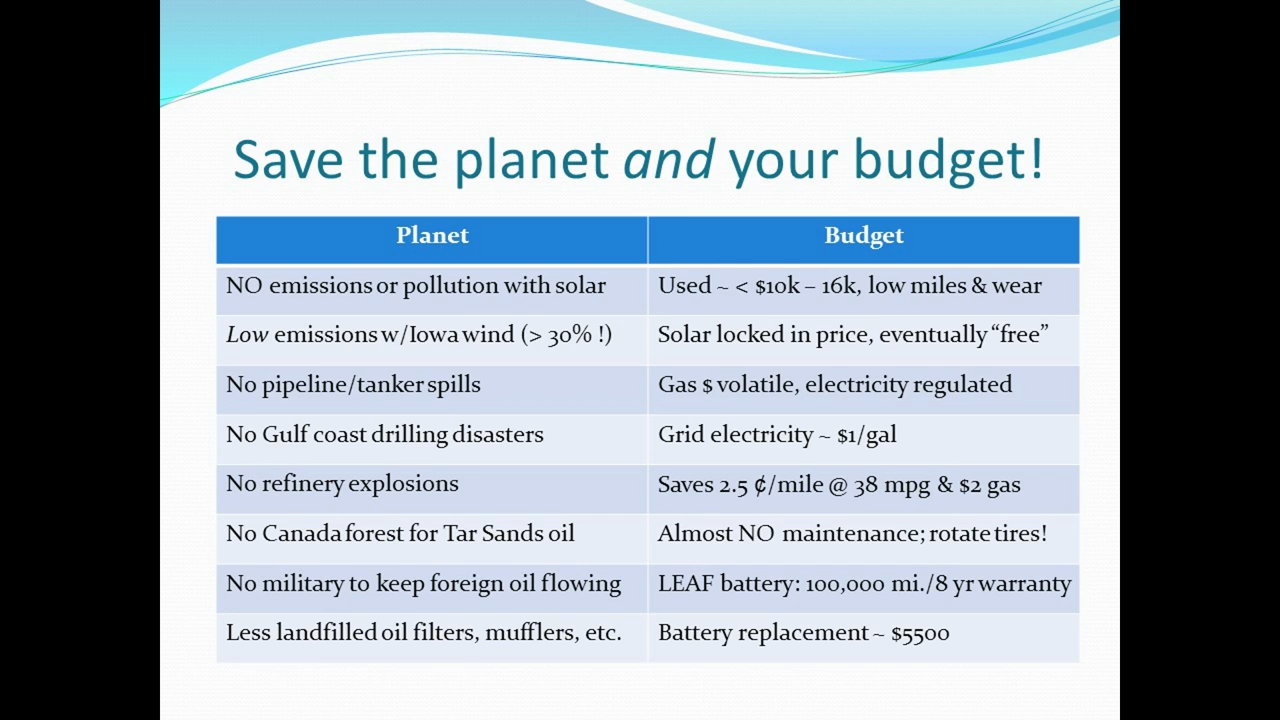 Save the planet and your budget!
Planet
Budget
NO emissions or pollution with solar
Used ~ < $10k – 16k, low miles & wear
Low emissions w/Iowa wind (> 30% !)
Solar locked in price, eventually “free”
No pipeline/tanker spills
Gas $ volatile, electricity regulated
No Gulf coast drilling disasters
Grid electricity ~ $1/gal
No refinery explosions
Saves 2.5 ¢/mile @ 38 mpg & $2 gas
No Canada forest for Tar Sands oil
Almost NO maintenance; rotate tires!
No military to keep foreign oil flowing
LEAF battery: 100,000 mi./8 yr warranty
Less landfilled oil filters, mufflers, etc.
Battery replacement ~ $5500